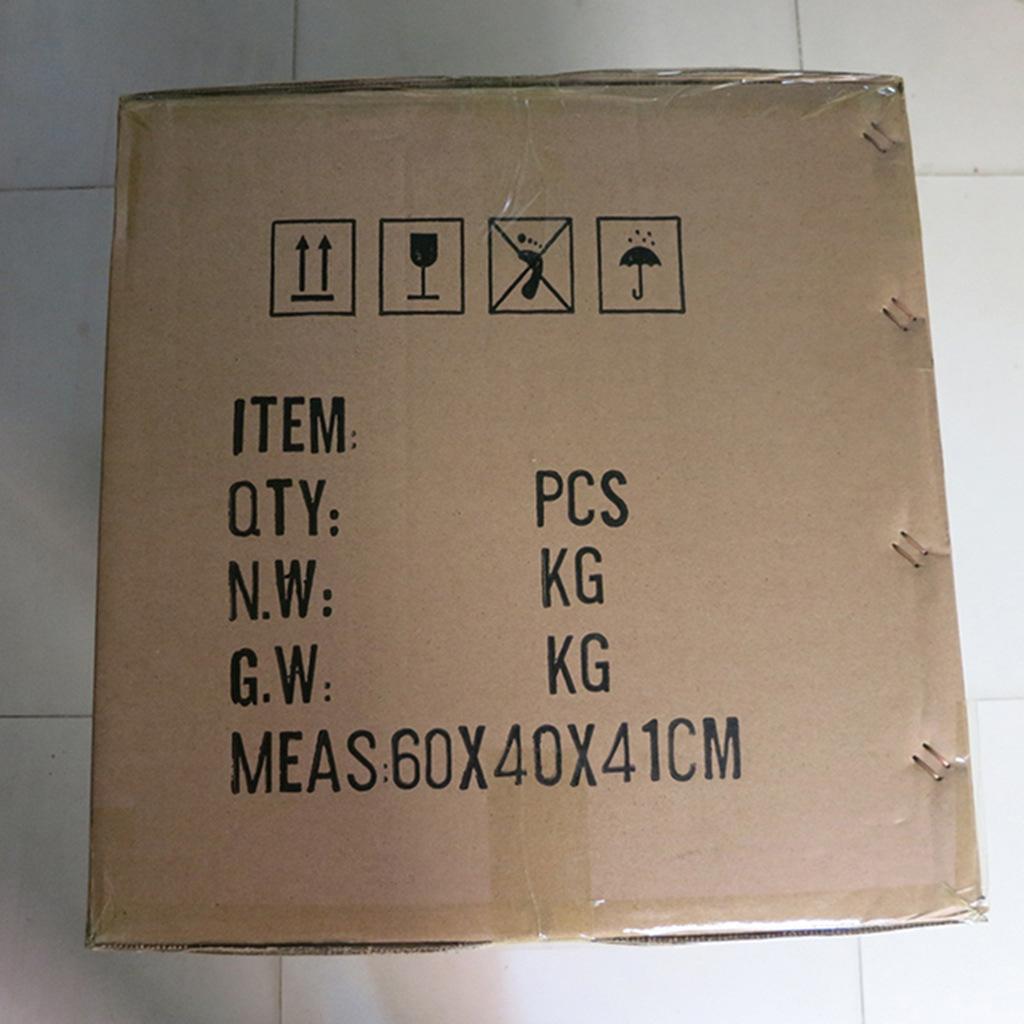 ITEM:
QTY: PCS
N.W: KG
G.W: KG
MEAS:60X40X41CM